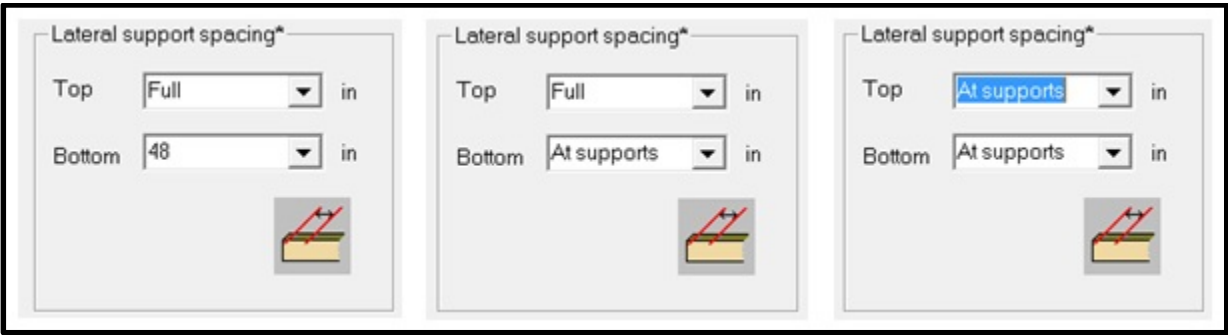 Lateral support spacing*
Top Full in
Bottom 48 in
Lateral support spacing*
Top Full in
Bottom At supports in
Lateral support spacing*
Top At supports in
Bottom At supports in